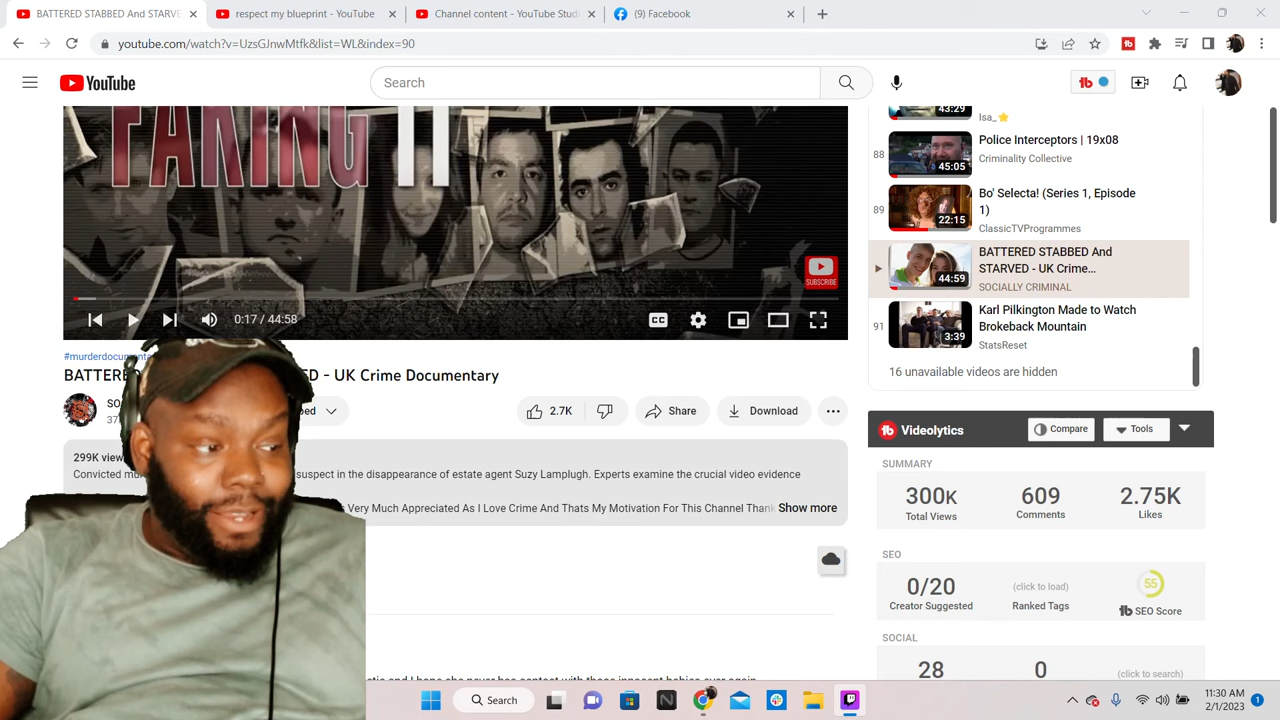 BATTERED STABBED And STARVE
respect my blueprint - YouTube
Channel content - YouTube Studi
(9) Facebook
youtube.com/watch?v=UzsGJnwMtfk&list=WL&index=90
YouTube
Search
FAKING IT
SUBSCRIBE
0:17 / 44:58
CC
43:29
Isa_
88
45:05
Police Interceptors | 19x08
Criminality Collective
89
22:15
Bo' Selecta! (Series 1, Episode
1)
ClassicTVProgrammes
44:59
BATTERED STABBED And
STARVED - UK Crime...
SOCIALLY CRIMINAL
91
3:39
Karl Pilkington Made to Watch
Brokeback Mountain
StatsReset
16 unavailable videos are hidden
#murderdocumenta
BATTERED D - UK Crime Documentary
SO
37
bed
2.7K
Share
Download
299K views
Convicted mu suspect in the disappearance of estate agent Suzy Lamplugh. Experts examine the crucial video evidence
s Very Much Appreciated As I Love Crime And Thats My Motivation For This Channel Thank Show more
Videolytics
Compare
Tools
SUMMARY
300K
Total Views
609
Comments
2.75K
Likes
SEO
0/20
Creator Suggested
(click to load)
Ranked Tags
55
SEO Score
SOCIAL
28
0
(click to search)
Search
11:30 AM
2/1/2023
1